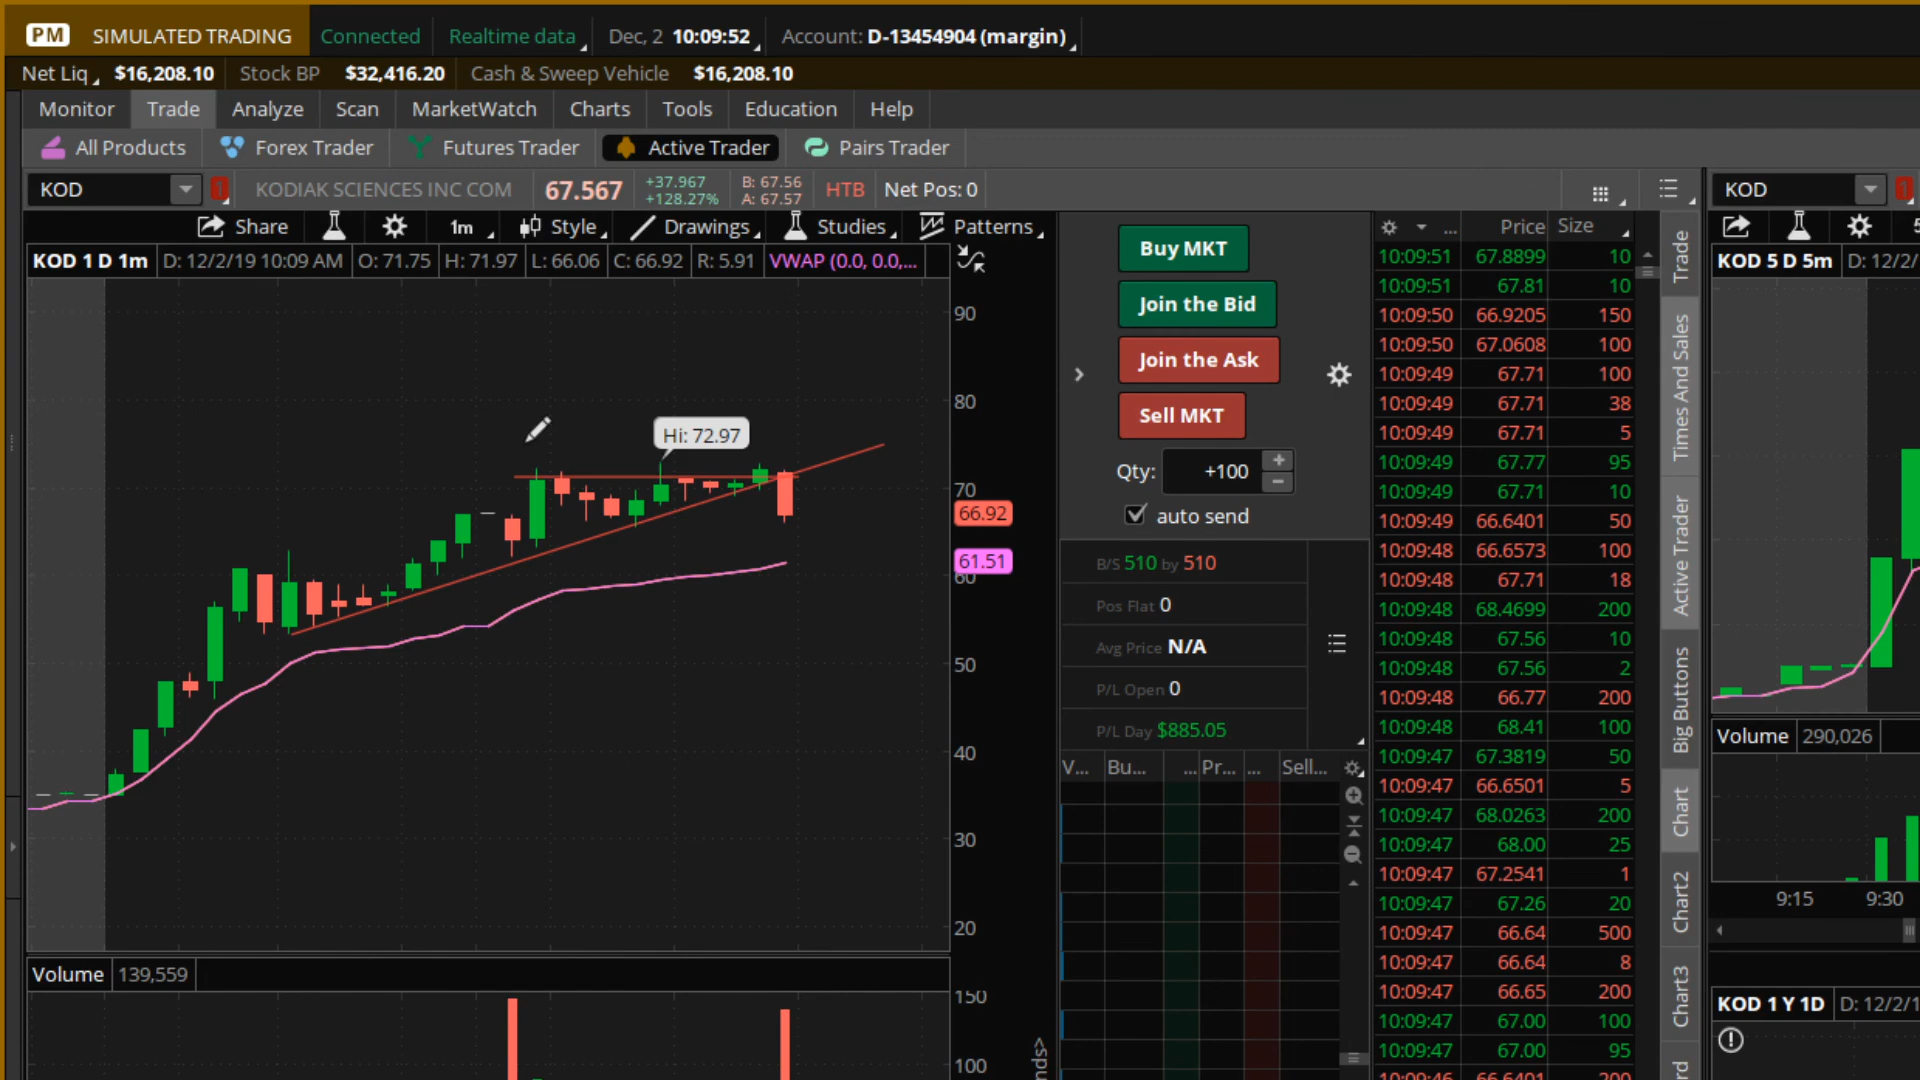 PM SIMULATED TRADING Connected Realtime data Dec, 2 10:09:52 Account: D-13454904 (margin)
Net Liq $16,208.10 Stock BP $32,416.20 Cash & Sweep Vehicle $16,208.10
Monitor Trade Analyze Scan MarketWatch Charts Tools Education Help
All Products Forex Trader Futures Trader Active Trader Pairs Trader
KOD 1 KODIAK SCIENCES INC COM 67.567 +37.967 B: 67.56 HTB Net Pos: 0
+128.27% A: 67.57
Share 1m Style Drawings Studies Patterns
KOD 1 D 1m D: 12/2/19 10:09 AM O: 71.75 H: 71.97 L: 66.06 C: 66.92 R: 5.91 VWAP (0.0, 0.0,...
90
80
Hi: 72.97
70
66.92
61.51
60
50
40
30
20
Volume 139,559
150
100
Buy MKT
Join the Bid
Join the Ask
Sell MKT
Qty: +100 + -
auto send
B/S 510 by 510
Pos Flat 0
Avg Price N/A
P/L Open 0
P/L Day $885.05
V... Bu... ... Pr... ... Sell...
nds>
... Price Size
10:09:51 67.8899 10
10:09:51 67.81 10
10:09:50 66.9205 150
10:09:50 67.0608 100
10:09:49 67.71 100
10:09:49 67.71 38
10:09:49 67.71 5
10:09:49 67.77 95
10:09:49 67.71 10
10:09:49 66.6401 50
10:09:48 66.6573 100
10:09:48 67.71 18
10:09:48 68.4699 200
10:09:48 67.56 10
10:09:48 67.56 2
10:09:48 66.77 200
10:09:48 68.41 100
10:09:47 67.3819 50
10:09:47 66.6501 5
10:09:47 68.0263 200
10:09:47 68.00 25
10:09:47 67.2541 1
10:09:47 67.26 20
10:09:47 66.64 500
10:09:47 66.64 8
10:09:47 66.65 200
10:09:47 67.00 100
10:09:47 67.00 95
10:09:46 66.6401 200
Trade
Times And Sales
Active Trader
Big Buttons
Chart
Chart2
Chart3
rd
KOD 1
5
KOD 5 D 5m D: 12/2/
Volume 290,026
9:15 9:30
KOD 1 Y 1D D: 12/2/1